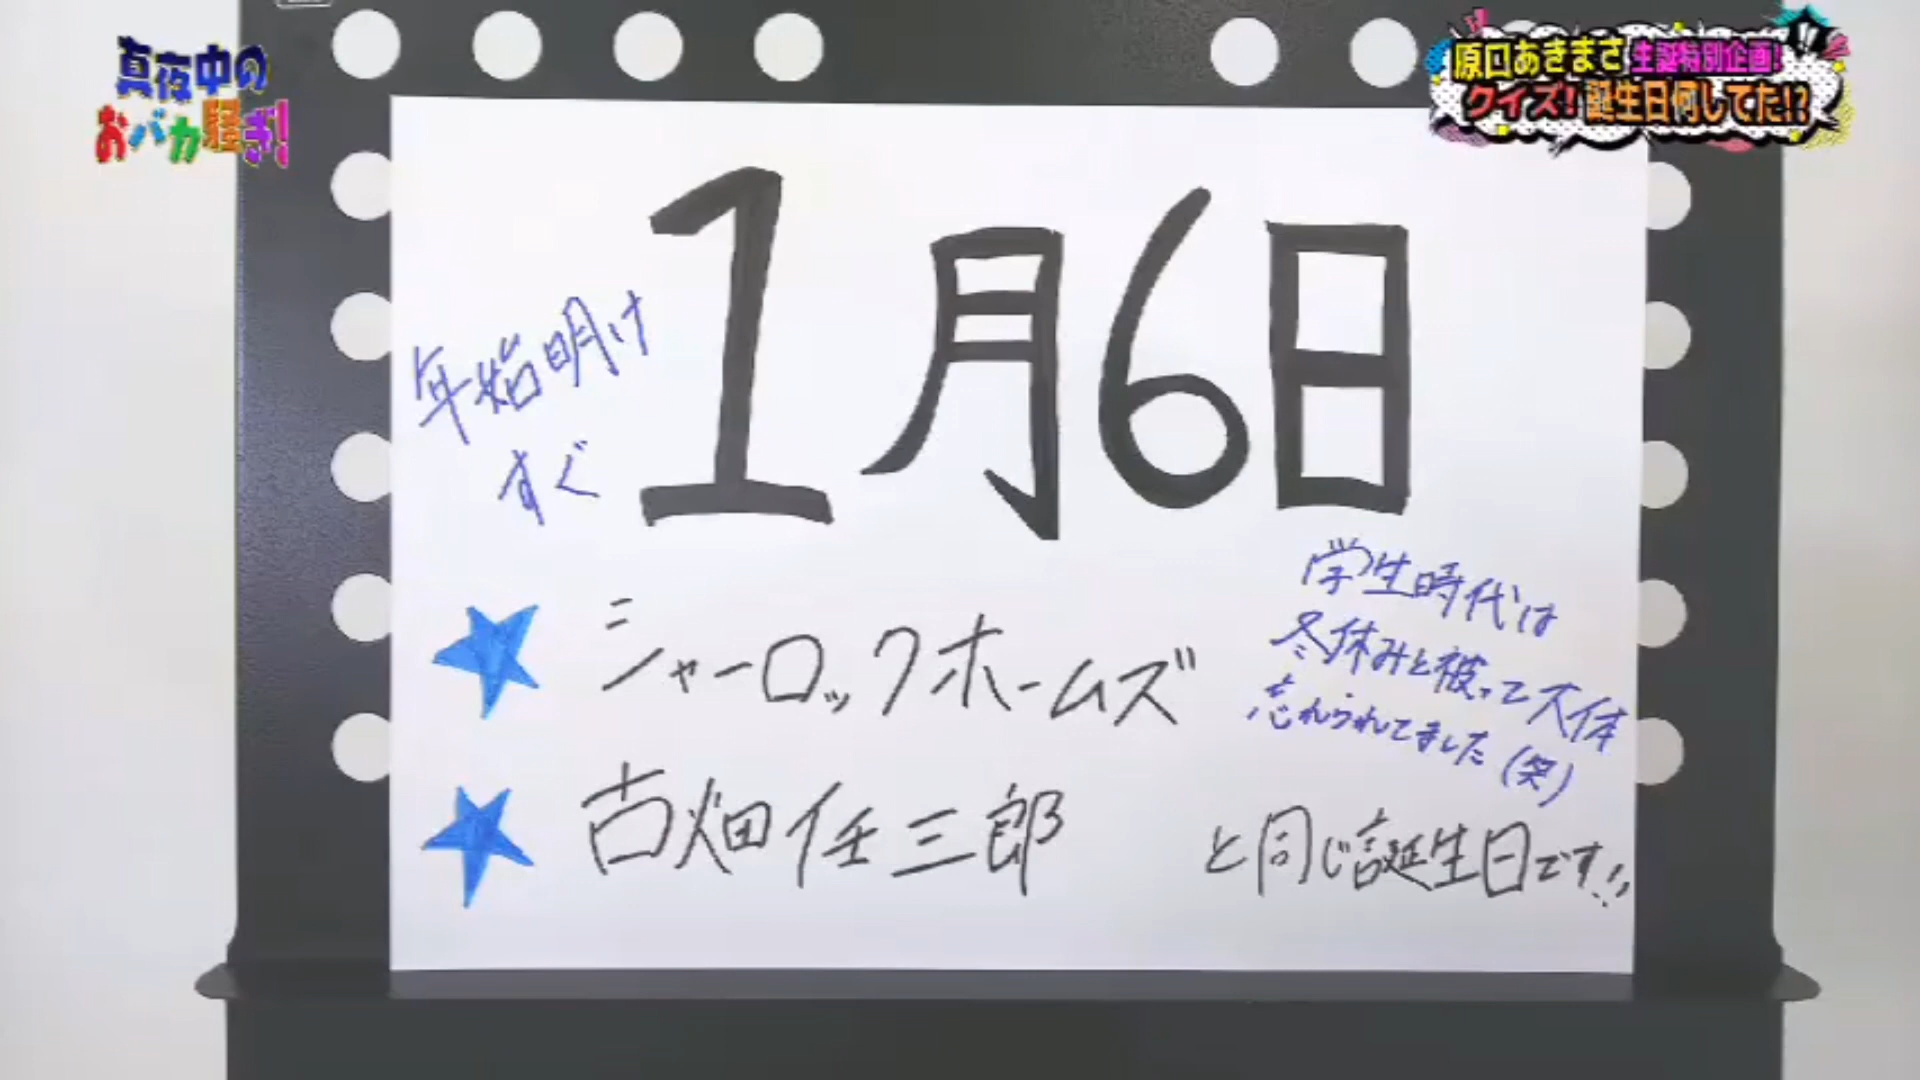 真夜中の
おバカ騒ぎ!
原口あきまさ 生誕特別企画!
クイズ!誕生日何してた!?
1月6日
年始明け
すぐ
学生時代は
冬休みと被って大体
忘れられてました(笑)
★ シャーロックホームズ
★ 古畑任三郎
と同じ誕生日です!!